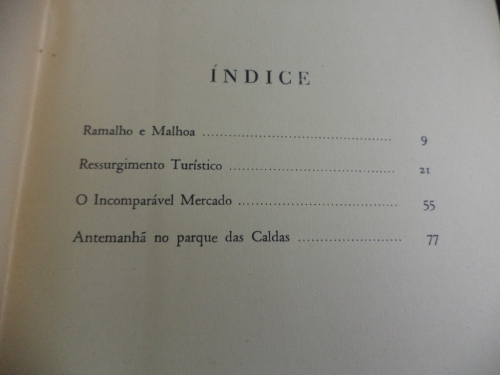 ÍNDICE
Ramalho e Malhoa ........................................................ 9
Ressurgimento Turístico ................................................ 21
O Incomparável Mercado ............................................. 55
Antemanhã no parque das Caldas .............................. 77